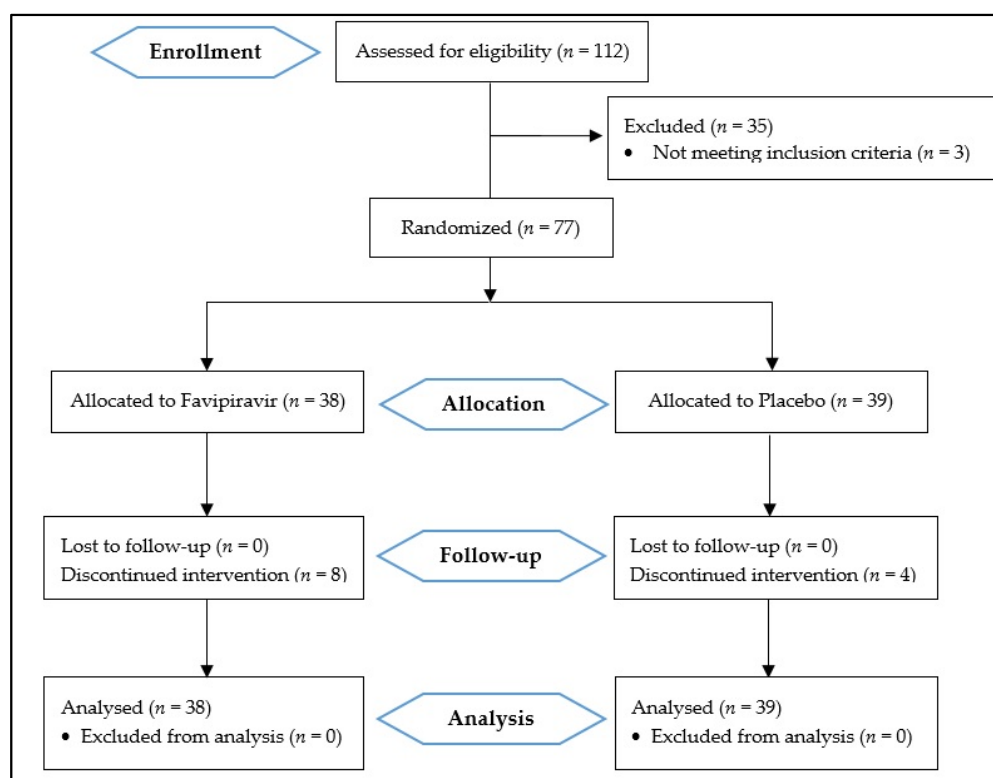 Enrollment
Assessed for eligibility (n = 112)
Excluded (n = 35)
• Not meeting inclusion criteria (n = 3)
Randomized (n = 77)
Allocated to Favipiravir (n = 38)
Allocation
Allocated to Placebo (n = 39)
Lost to follow-up (n = 0)
Discontinued intervention (n = 8)
Follow-up
Lost to follow-up (n = 0)
Discontinued intervention (n = 4)
Analysed (n = 38)
• Excluded from analysis (n = 0)
Analysis
Analysed (n = 39)
• Excluded from analysis (n = 0)